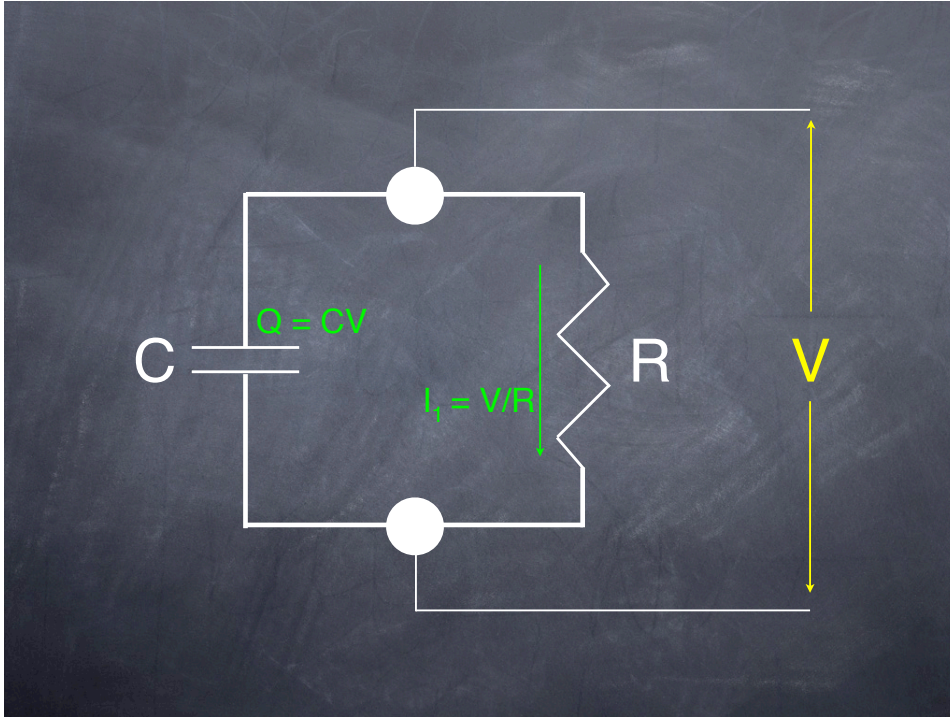 Q = CV
C
R
V
I₁ = V/R